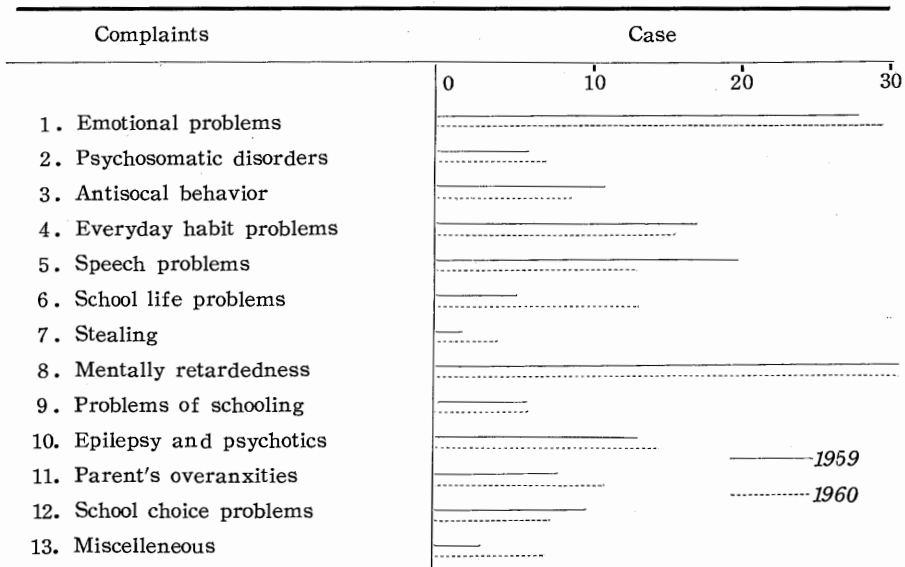 Complaints Case
0 10 20 30
1. Emotional problems
2. Psychosomatic disorders
3. Antisocal behavior
4. Everyday habit problems
5. Speech problems
6. School life problems
7. Stealing
8. Mentally retardedness
9. Problems of schooling
10. Epilepsy and psychotics
1959
11. Parent's overanxities
1960
12. School choice problems
13. Miscelleneous